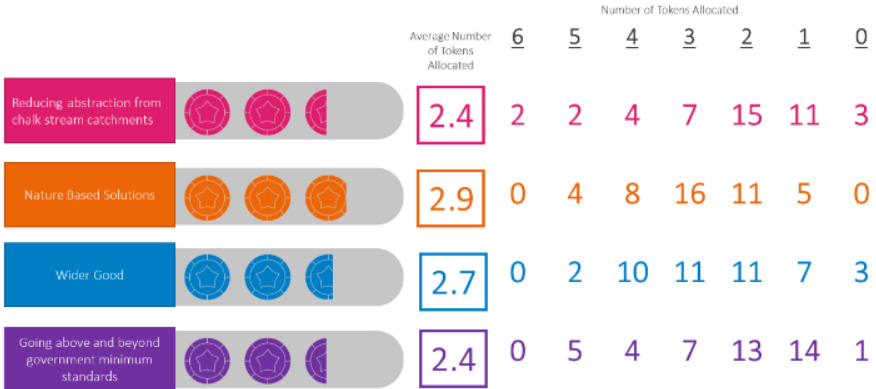 Number of Tokens Allocated
Average Number
of Tokens
Allocated
6 5 4 3 2 1 0
Reducing abstraction from
chalk stream catchments
2.4 2 2 4 7 15 11 3
Nature Based Solutions
2.9 0 4 8 16 11 5 0
Wider Good
2.7 0 2 10 11 11 7 3
Going above and beyond
government minimum
standards
2.4 0 5 4 7 13 14 1